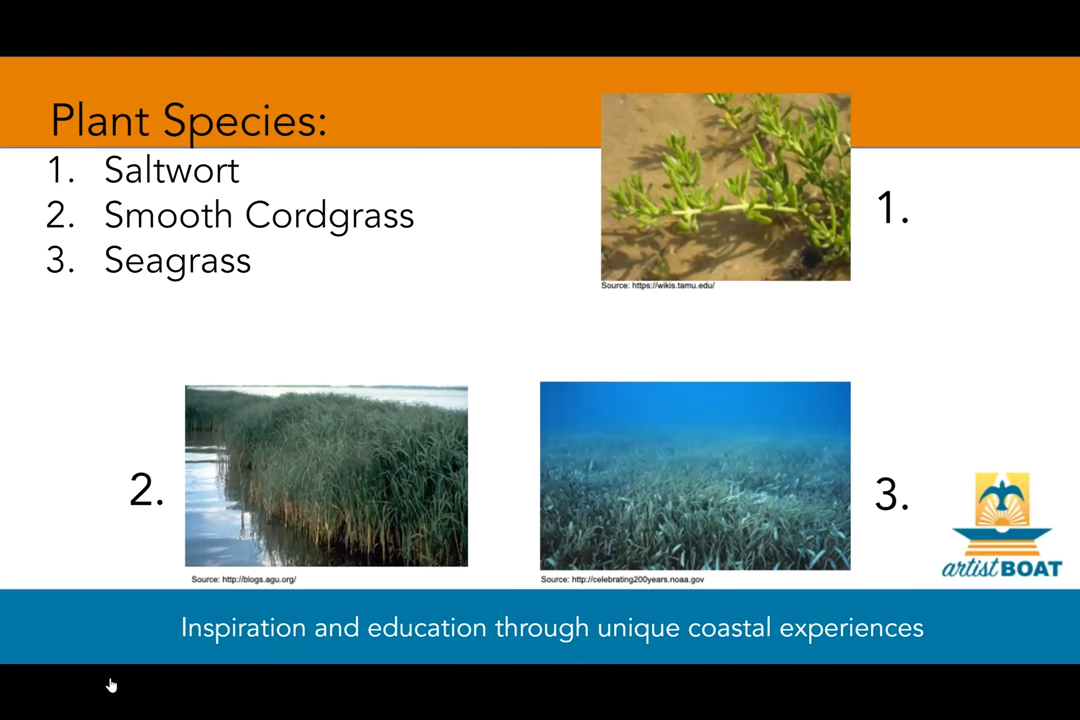 Plant Species:
1. Saltwort
2. Smooth Cordgrass
3. Seagrass
1.
Source: https://wikis.tamu.edu/
2.
Source: http://blogs.agu.org/
3.
Source: http://celebrating200years.noaa.gov
artist BOAT
Inspiration and education through unique coastal experiences